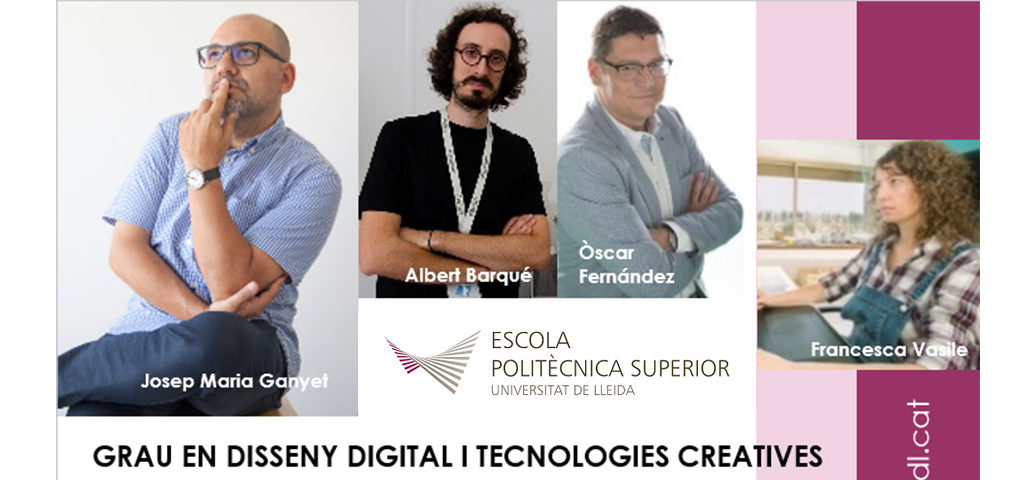 Josep Maria Ganyet
Albert Barqué
Òscar
Fernández
Francesca Vasile
ESCOLA
POLITÈCNICA SUPERIOR
UNIVERSITAT DE LLEIDA
GRAU EN DISSENY DIGITAL I TECNOLOGIES CREATIVES
dl.cat